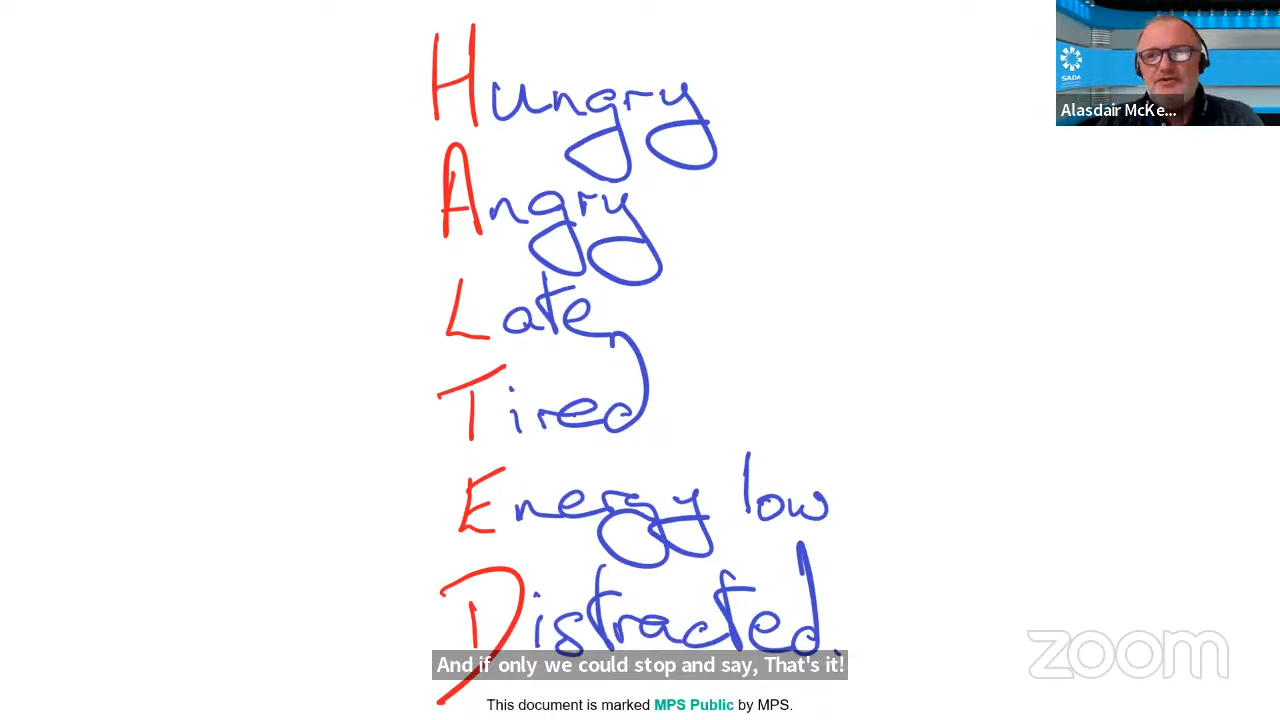 Hungry
SADA
Alasdair McKe...
Angry
Late
Tired
Energy low
Distracted.
And if only we could stop and say, That's it!
zoom
This document is marked MPS Public by MPS.